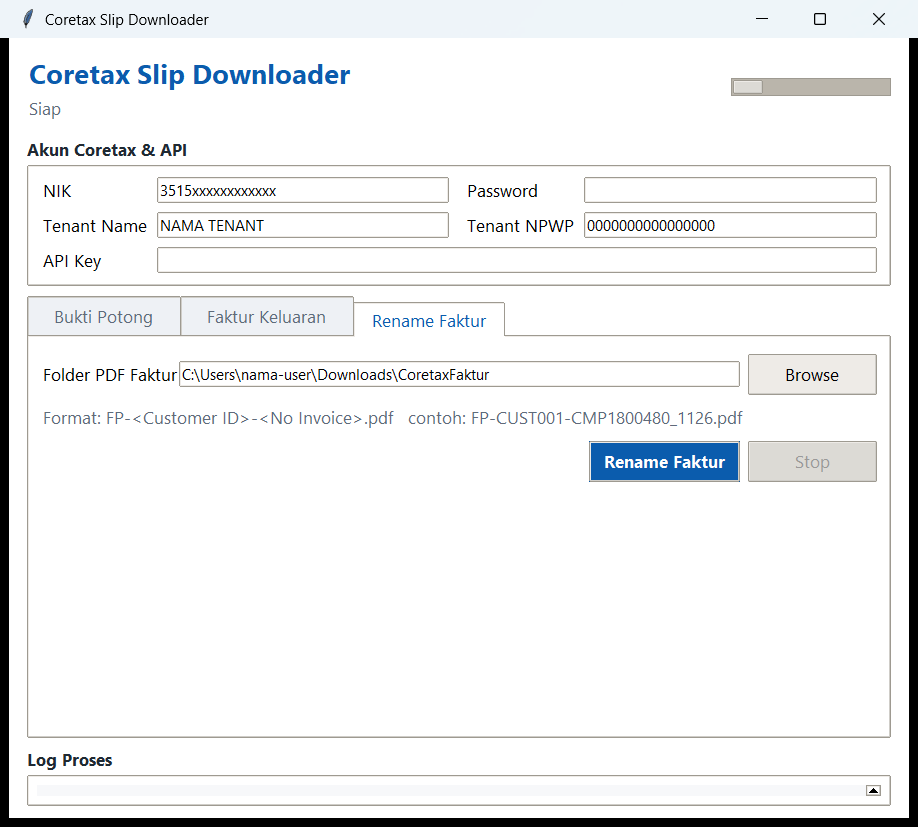 Coretax Slip Downloader
Coretax Slip Downloader
Siap
Akun Coretax & API
NIK 3515xxxxxxxxxxxx Password
Tenant Name NAMA TENANT Tenant NPWP 0000000000000000
API Key
Bukti Potong Faktur Keluaran Rename Faktur
Folder PDF Faktur C:\Users\nama-user\Downloads\CoretaxFaktur Browse
Format: FP-<Customer ID>-<No Invoice>.pdf contoh: FP-CUST001-CMP1800480_1126.pdf
Rename Faktur Stop
Log Proses